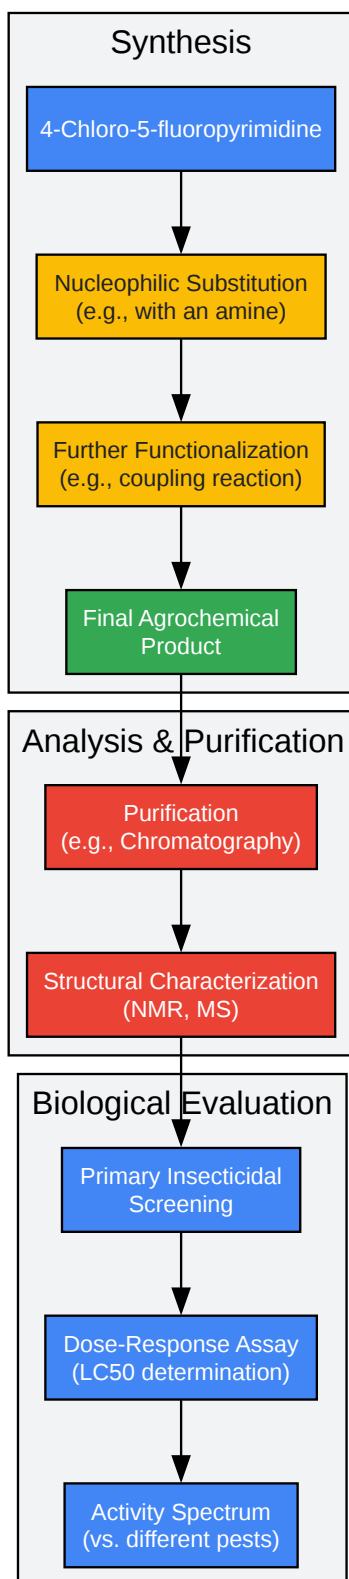 Synthesis
4-Chloro-5-fluoropyrimidine
Nucleophilic Substitution
(e.g., with an amine)
Further Functionalization
(e.g., coupling reaction)
Final Agrochemical
Product
Analysis & Purification
Purification
(e.g., Chromatography)
Structural Characterization
(NMR, MS)
Biological Evaluation
Primary Insecticidal
Screening
Dose-Response Assay
(LC50 determination)
Activity Spectrum
(vs. different pests)